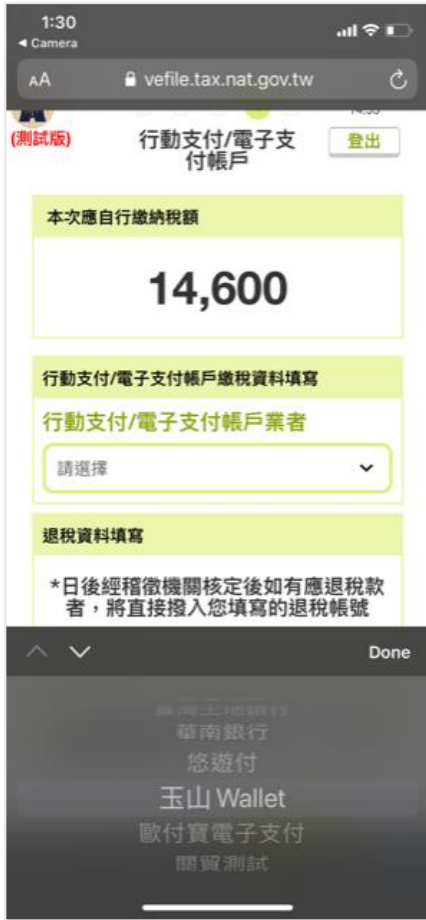 1:30
◀ Camera
AA
vefile.tax.nat.gov.tw
(測試版)
行動支付/電子支
付帳戶
登出
本次應自行繳納稅額
14,600
行動支付/電子支付帳戶繳稅資料填寫
行動支付/電子支付帳戶業者
請選擇
退稅資料填寫
*日後經稽徵機關核定後如有應退稅款
者，將直接撥入您填寫的退稅帳號
Done
臺灣土地銀行
華南銀行
悠遊付
玉山 Wallet
歐付寶電子支付
關貿測試